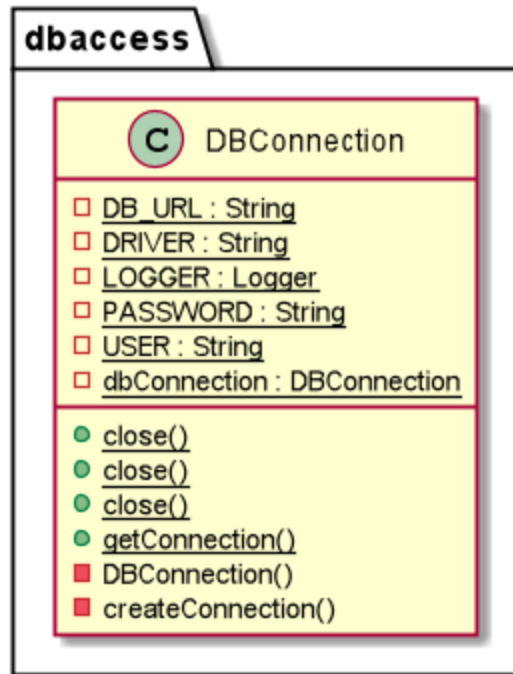 dbaccess
C DBConnection
DB_URL : String
DRIVER : String
LOGGER : Logger
PASSWORD : String
USER : String
dbConnection : DBConnection
close()
close()
close()
getConnection()
DBConnection()
createConnection()